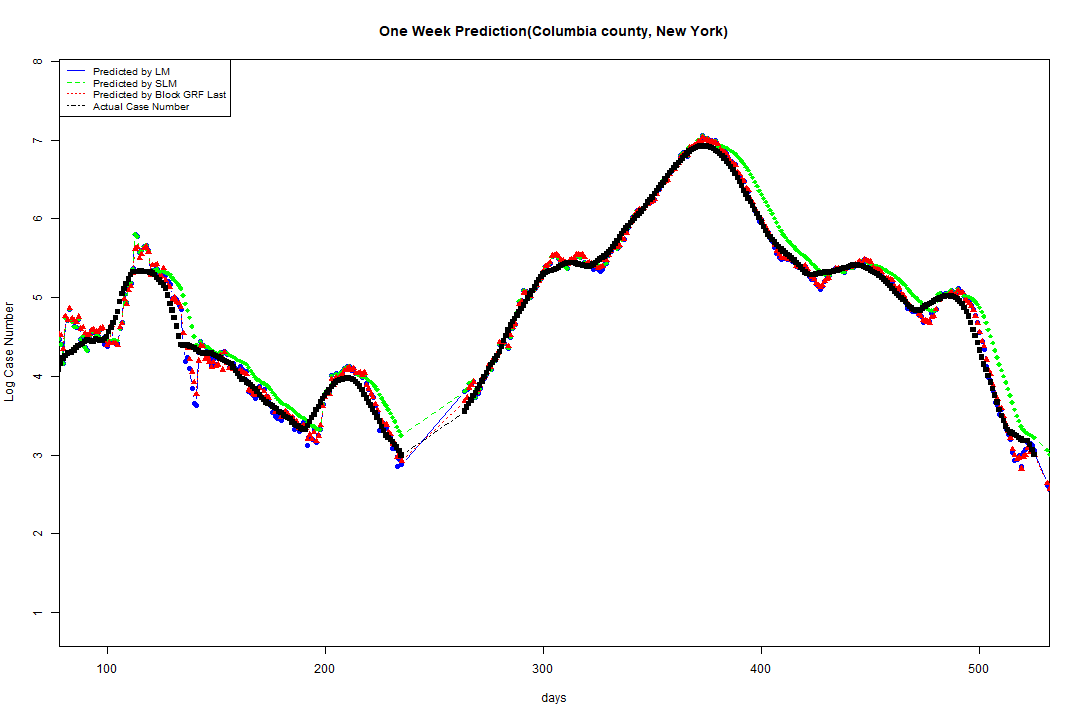 One Week Prediction(Columbia county, New York)
Predicted by LM
Predicted by SLM
Predicted by Block GRF Last
Actual Case Number
8
7
6
5
4
3
2
1
Log Case Number
100 200 300 400 500
days